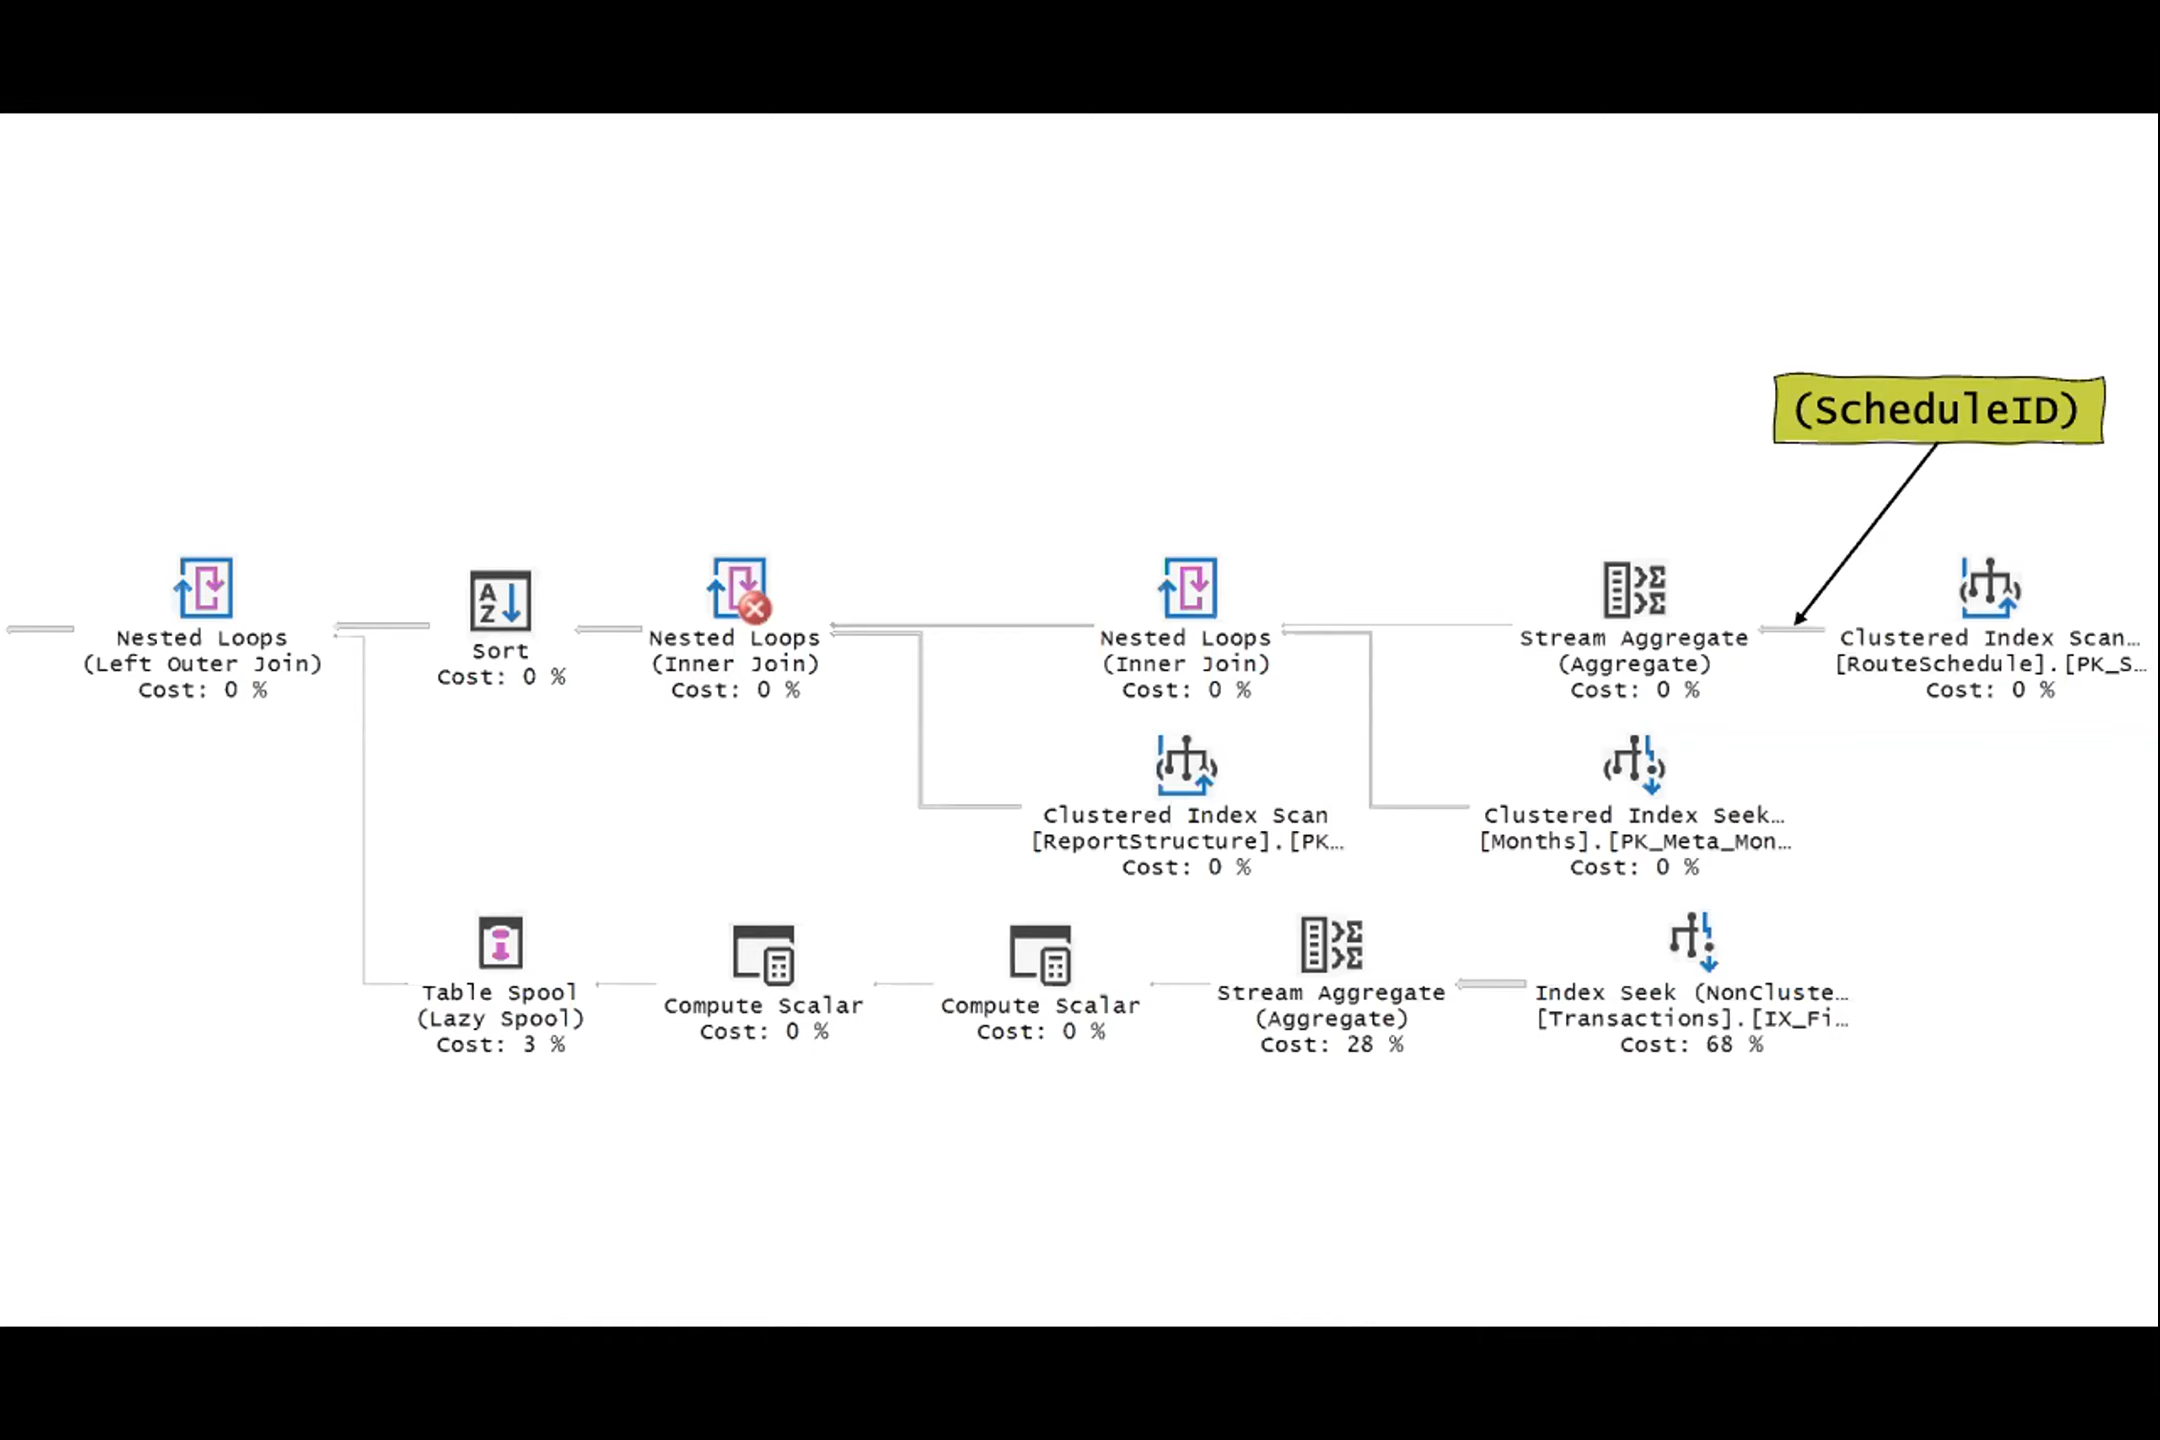 (ScheduleID)
Nested Loops
(Left Outer Join)
Cost: 0 %
Sort
Cost: 0 %
Nested Loops
(Inner Join)
Cost: 0 %
Nested Loops
(Inner Join)
Cost: 0 %
Stream Aggregate
(Aggregate)
Cost: 0 %
Clustered Index Scan…
[RouteSchedule].[PK_S…
Cost: 0 %
Clustered Index Scan
[ReportStructure].[PK…
Cost: 0 %
Clustered Index Seek…
[Months].[PK_Meta_Mon…
Cost: 0 %
Table Spool
(Lazy Spool)
Cost: 3 %
Compute Scalar
Cost: 0 %
Compute Scalar
Cost: 0 %
Stream Aggregate
(Aggregate)
Cost: 28 %
Index Seek (NonCluste…
[Transactions].[IX_Fi…
Cost: 68 %